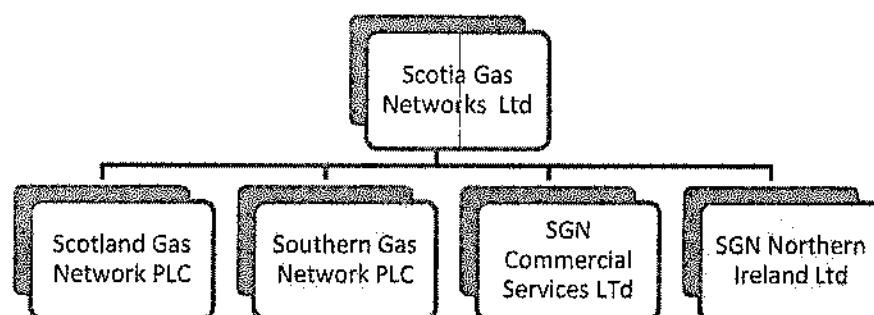 Scotia Gas
Networks Ltd
Scotland Gas
Network PLC
Southern Gas
Network PLC
SGN
Commercial
Services LTd
SGN Northern
Ireland Ltd